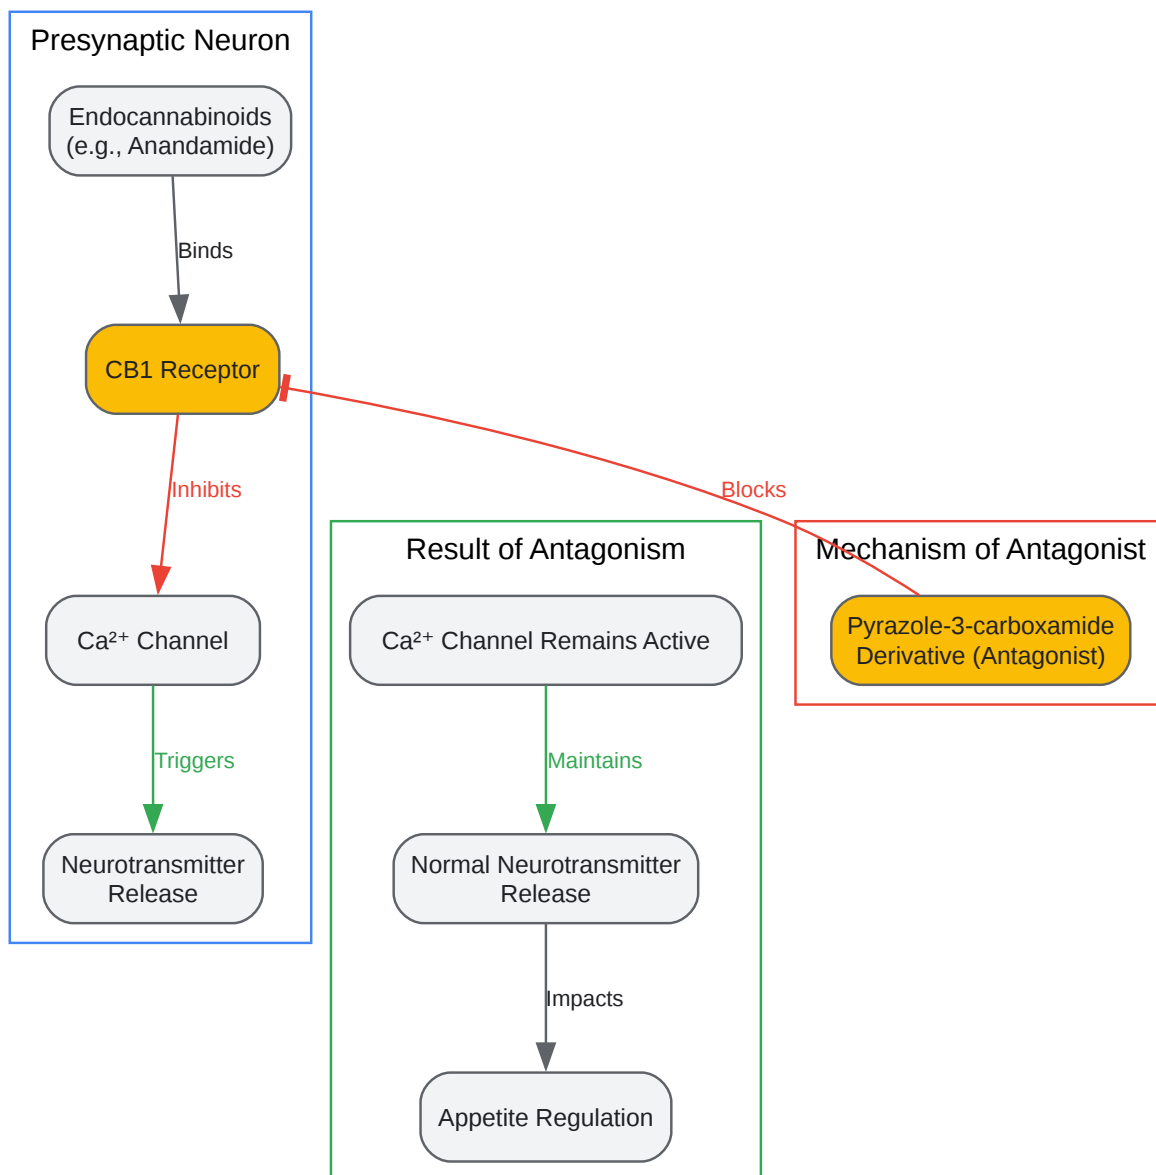 Presynaptic Neuron
Endocannabinoids
(e.g., Anandamide)
Binds
CB1 Receptor
Inhibits
Blocks
Ca²⁺ Channel
Triggers
Neurotransmitter
Release
Result of Antagonism
Ca²⁺ Channel Remains Active
Maintains
Normal Neurotransmitter
Release
Impacts
Appetite Regulation
Mechanism of Antagonist
Pyrazole-3-carboxamide
Derivative (Antagonist)